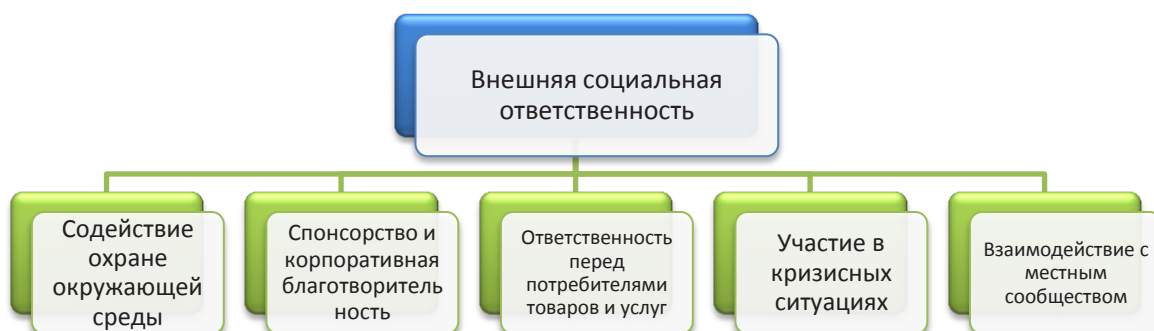 Внешняя социальная
ответственность
Содействие
охране
окружающей
среды
Спонсорство и
корпоративная
благотворитель
ность
Ответственность
перед
потребителями
товаров и услуг
Участие в
кризисных
ситуациях
Взаимодействие с
местным
сообществом